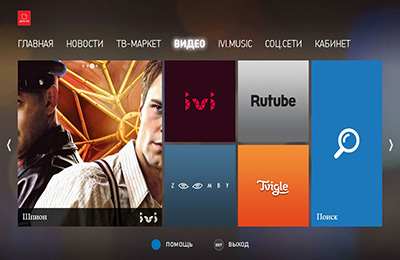 ГЛАВНАЯ НОВОСТИ ТВ-МАРКЕТ ВИДЕО IVI.MUSIC СОЦ.СЕТИ КАБИНЕТ
ivi
Rutube
ZOOMBY
Tvigle
Шпион
ivi
Поиск
ПОМОЩЬ
EXIT ВЫХОД